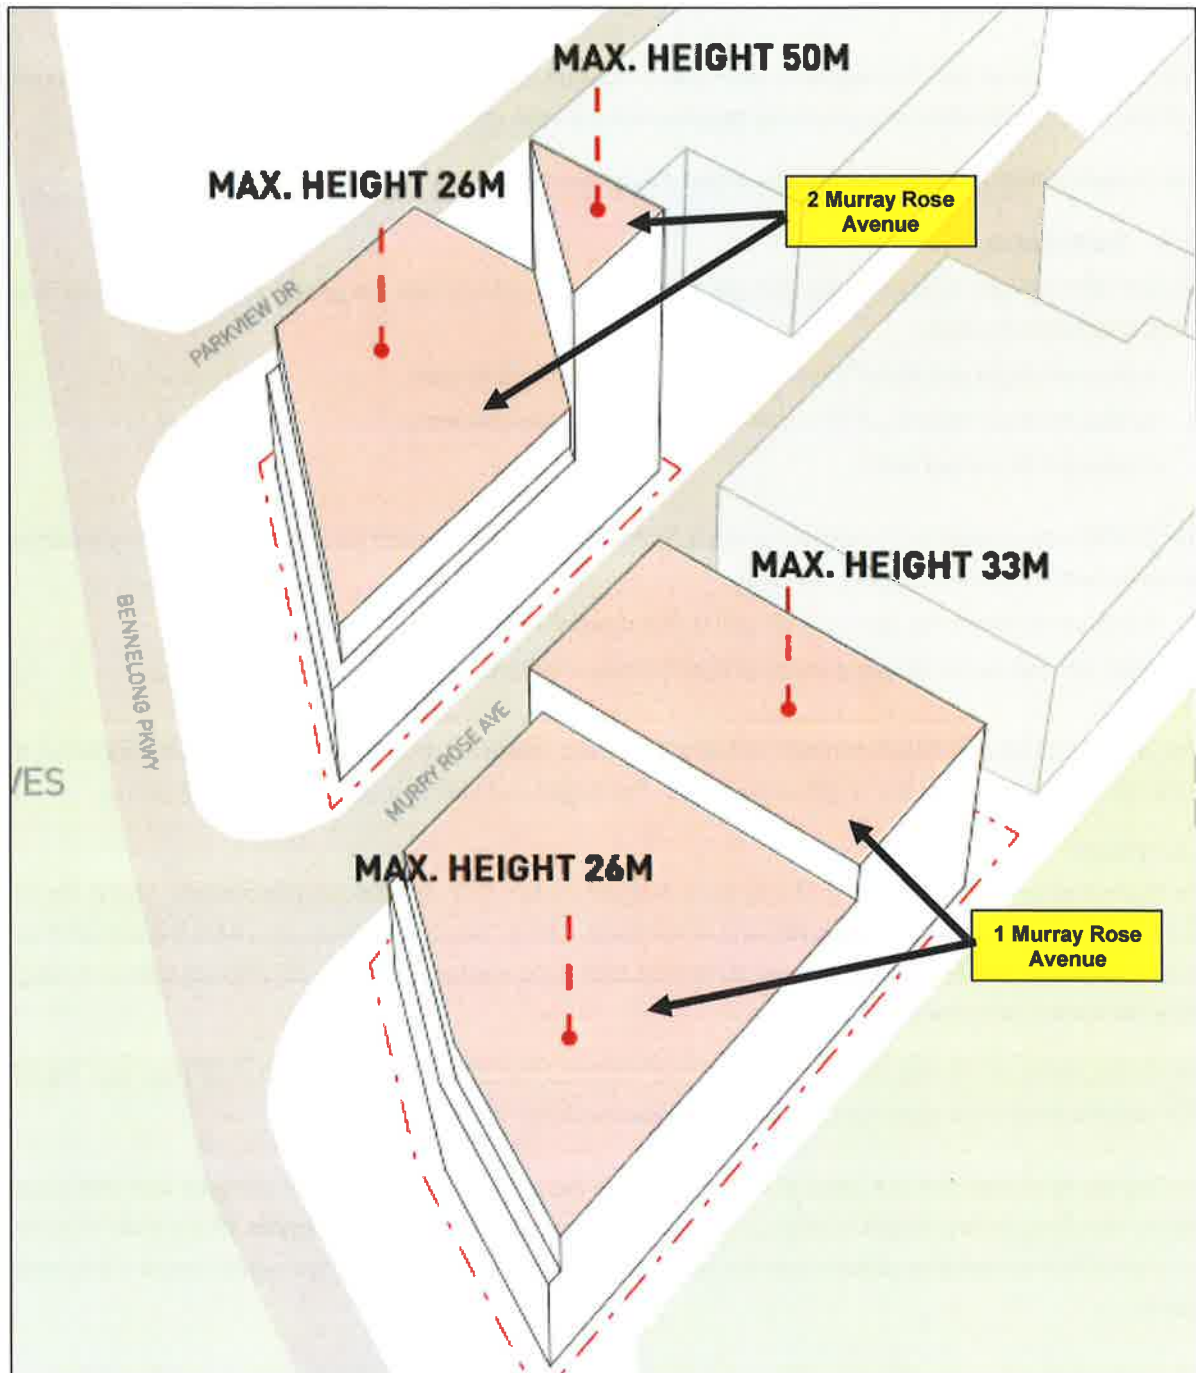 MAX. HEIGHT 50M
MAX. HEIGHT 26M
2 Murray Rose
Avenue
PARKVIEW DR
MAX. HEIGHT 33M
BENNELONG PKWY
MURRY ROSE AVE
VES
MAX. HEIGHT 26M
1 Murray Rose
Avenue